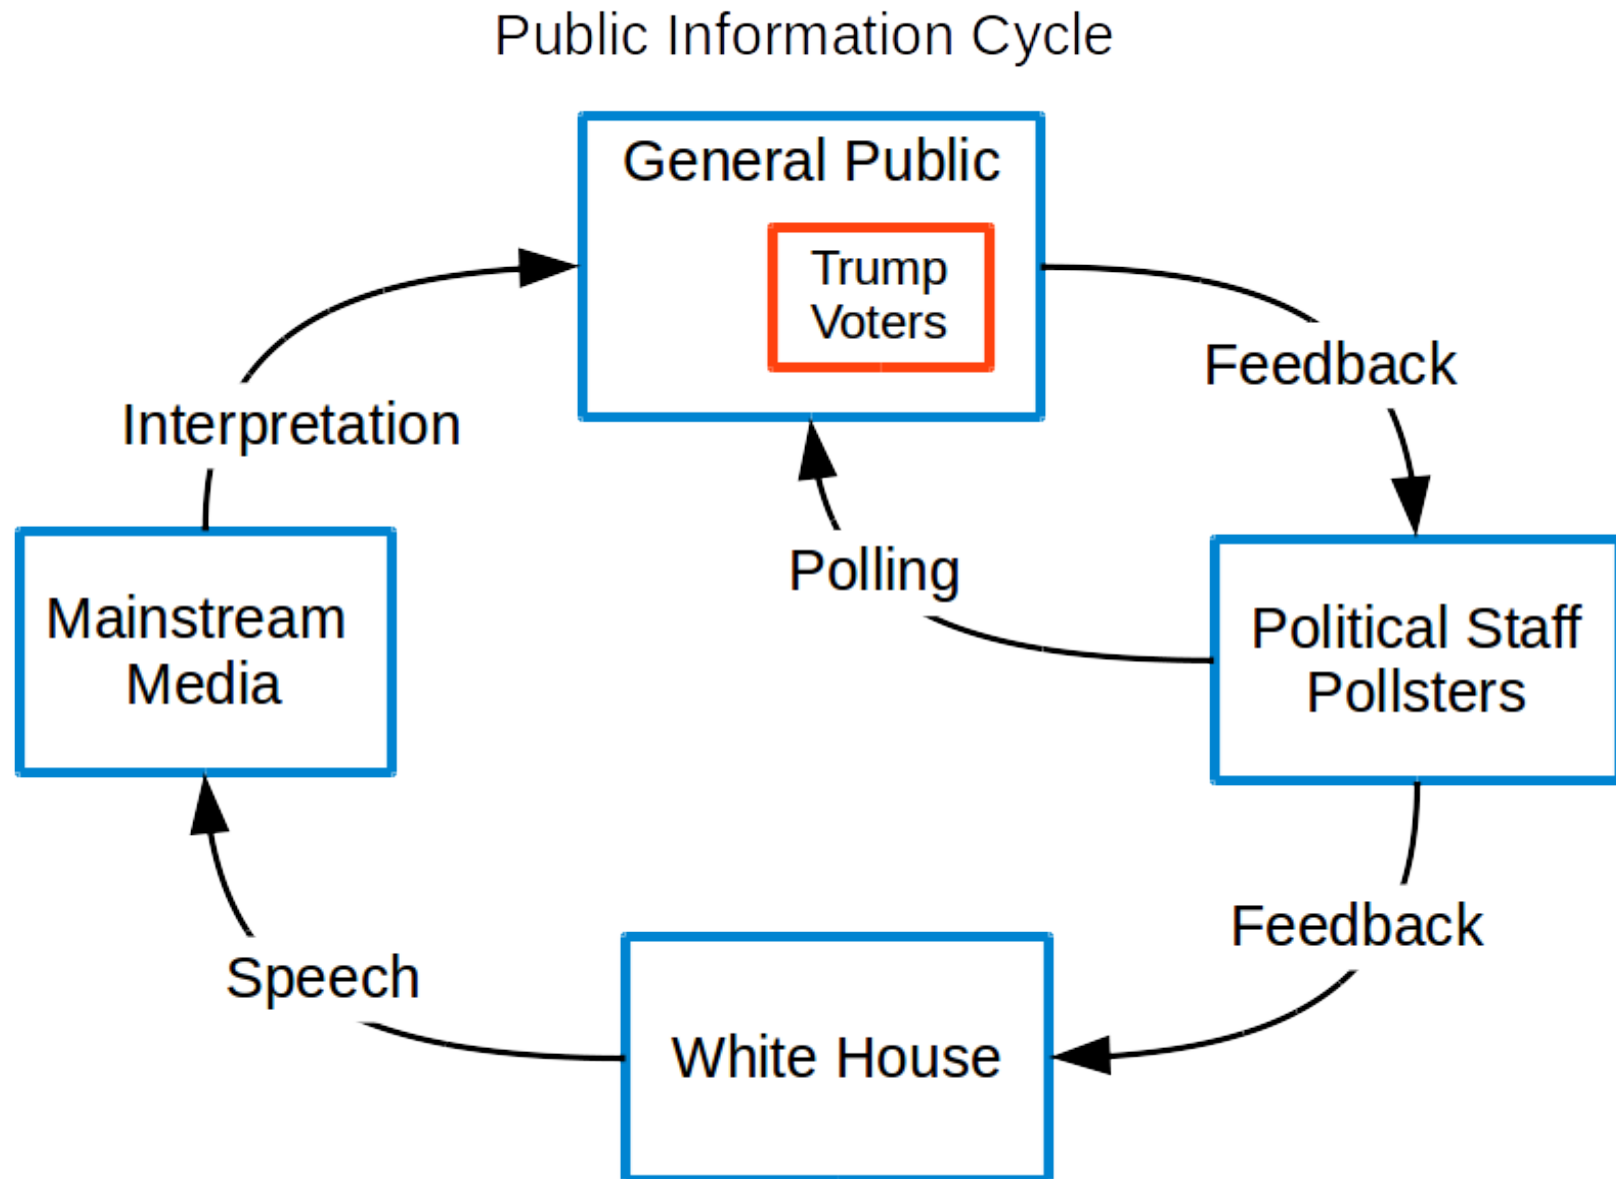 Public Information Cycle
General Public
Trump
Voters
Feedback
Interpretation
Polling
Mainstream
Media
Political Staff
Pollsters
Feedback
Speech
White House